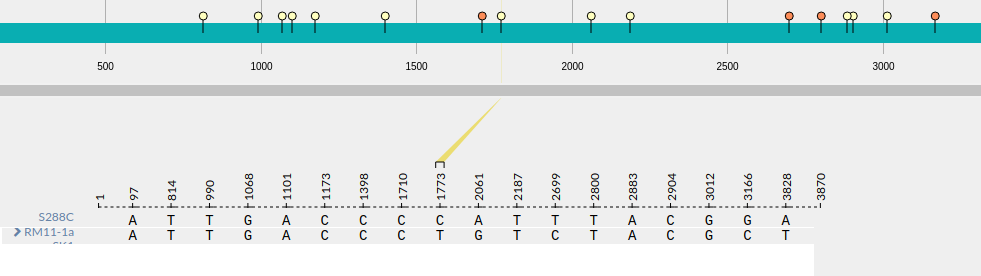 500 1000 1500 2000 2500 3000
1 97 814 990 1068 1101 1173 1398 1710 1773 2061 2187 2699 2800 2883 2904 3012 3166 3828 3870
S288C A T T G A C C C C A T T T A C G G A
RM11-1a A T T G A C C C T G T C T A C G C T